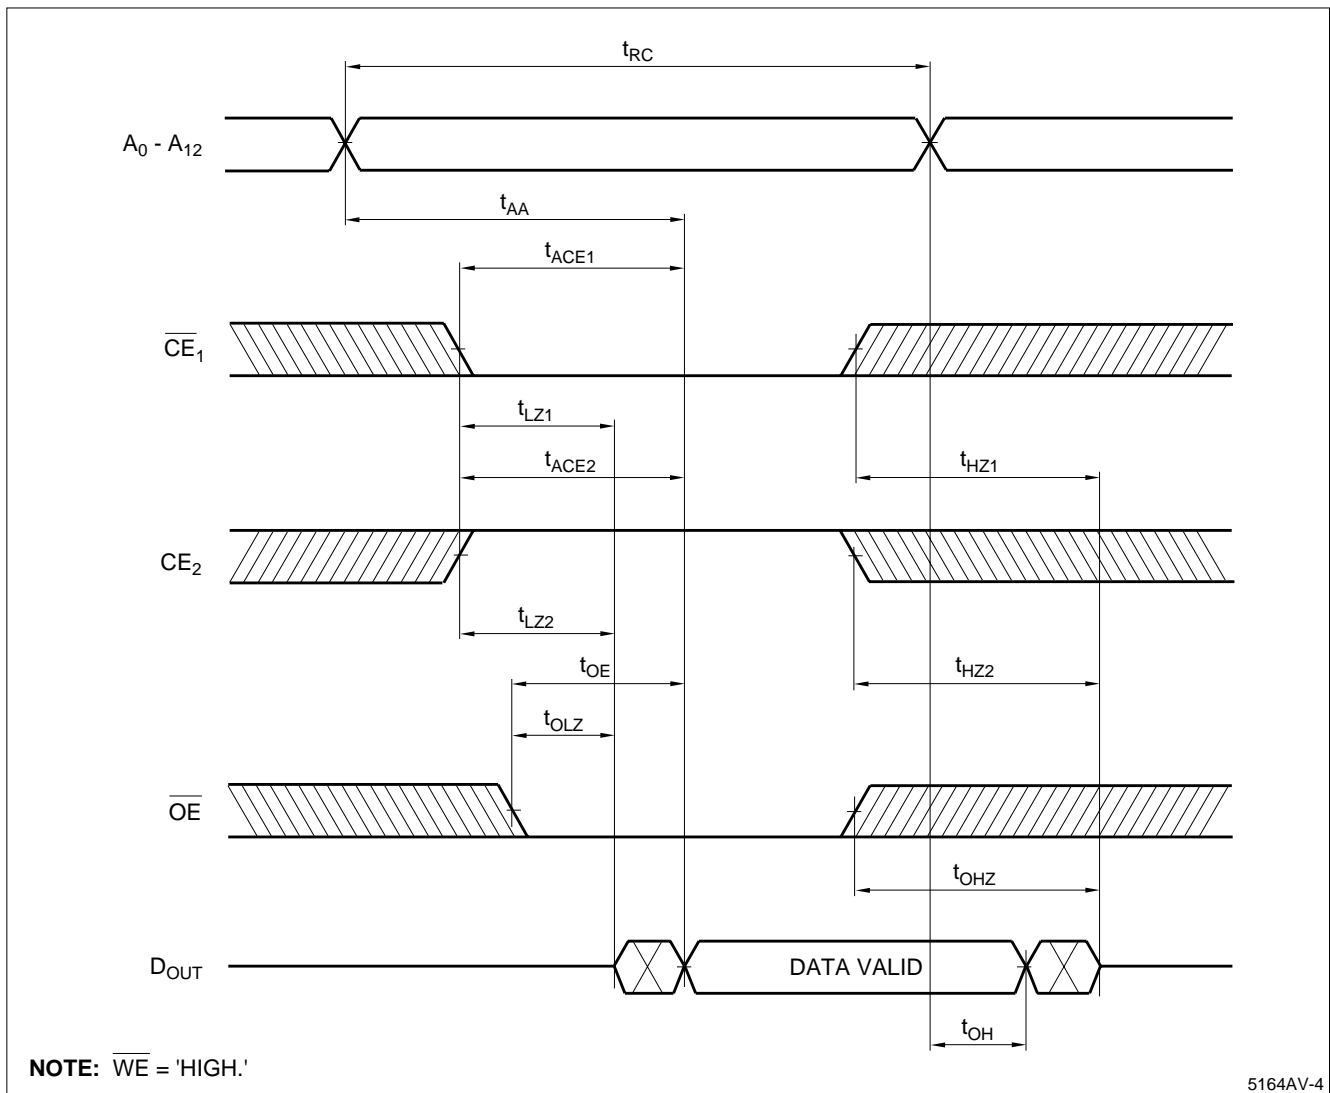 tRC
A0 - A12
tAA
tACE1
CE1
tLZ1
tACE2
tHZ1
CE2
tLZ2
tOE
tHZ2
tOLZ
OE
tOHZ
DOUT
DATA VALID
tOH
NOTE: WE = 'HIGH.'
5164AV-4